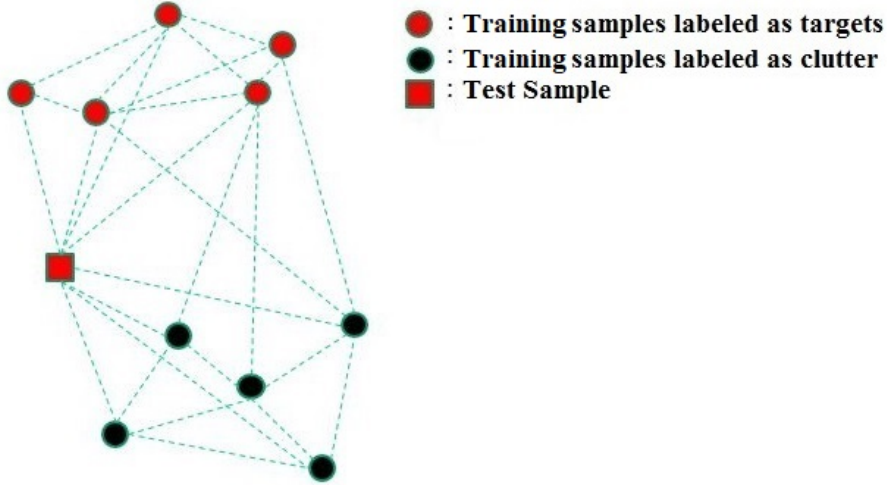 : Training samples labeled as targets
: Training samples labeled as clutter
: Test Sample